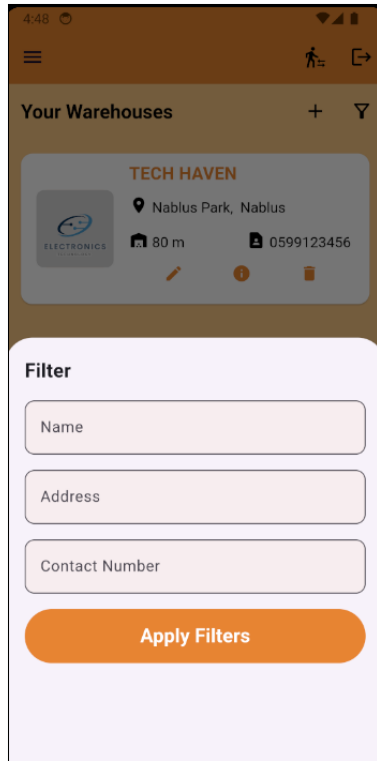 4:48
Your Warehouses
TECH HAVEN
Nablus Park, Nablus
80 m
0599123456
ELECTRONICS
Filter
Name
Address
Contact Number
Apply Filters